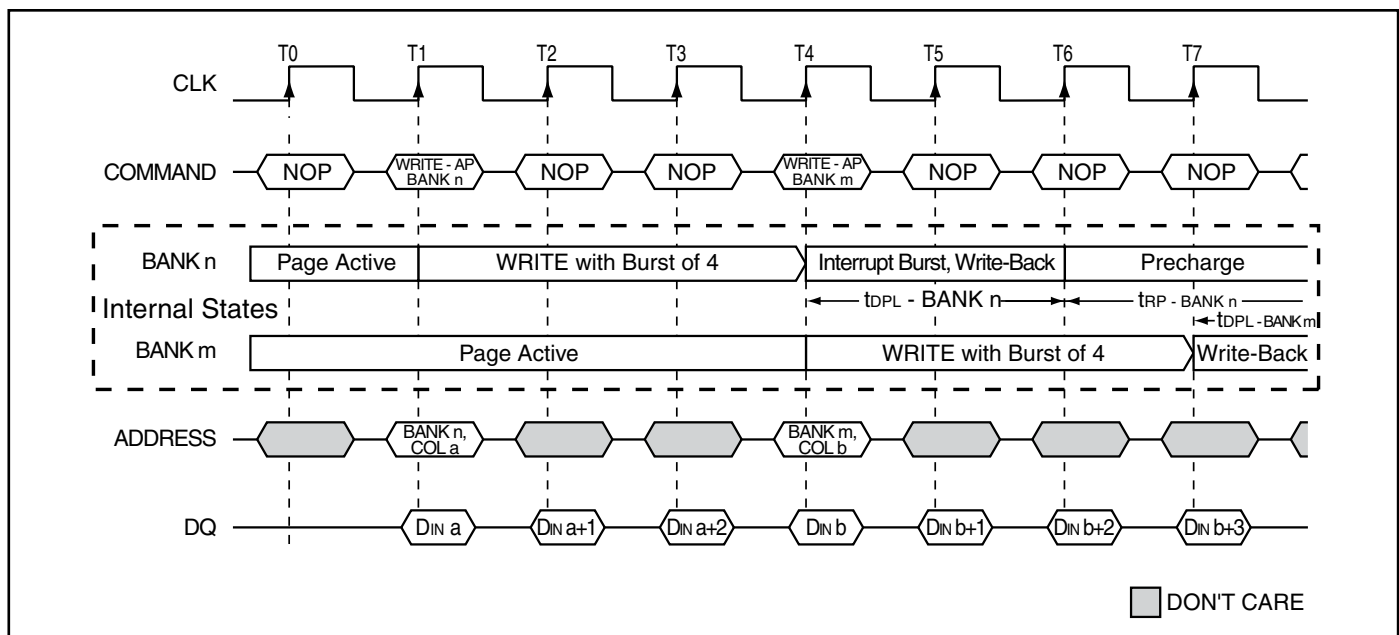 T0 T1 T2 T3 T4 T5 T6 T7
CLK
COMMAND NOP WRITE - AP BANK n NOP NOP WRITE - AP BANK m NOP NOP NOP
BANK n Page Active WRITE with Burst of 4 Interrupt Burst, Write-Back Precharge
Internal States tDPL - BANK n tRP - BANK n
tDPL - BANK m
BANK m Page Active WRITE with Burst of 4 Write-Back
ADDRESS BANK n, COL a BANK m, COL b
DQ DIN a DIN a+1 DIN a+2 DIN b DIN b+1 DIN b+2 DIN b+3
DON'T CARE